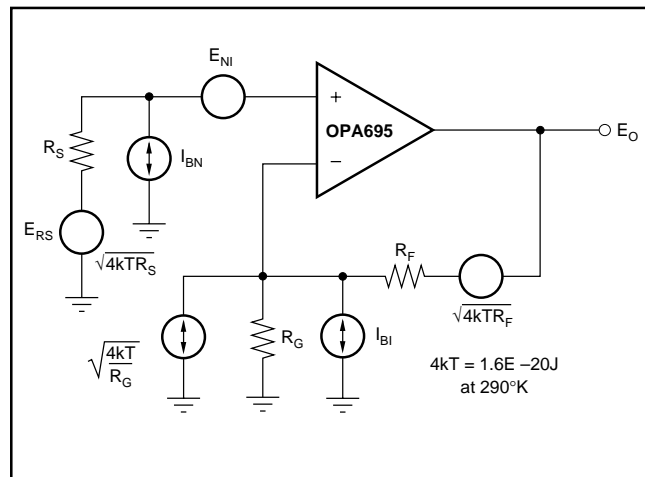 E_NI
+
OPA695
E_O
R_S
I_BN
−
E_RS
√4kTR_S
R_F
√4kTR_F
√4kT/R_G
R_G
I_BI
4kT = 1.6E –20J
at 290°K